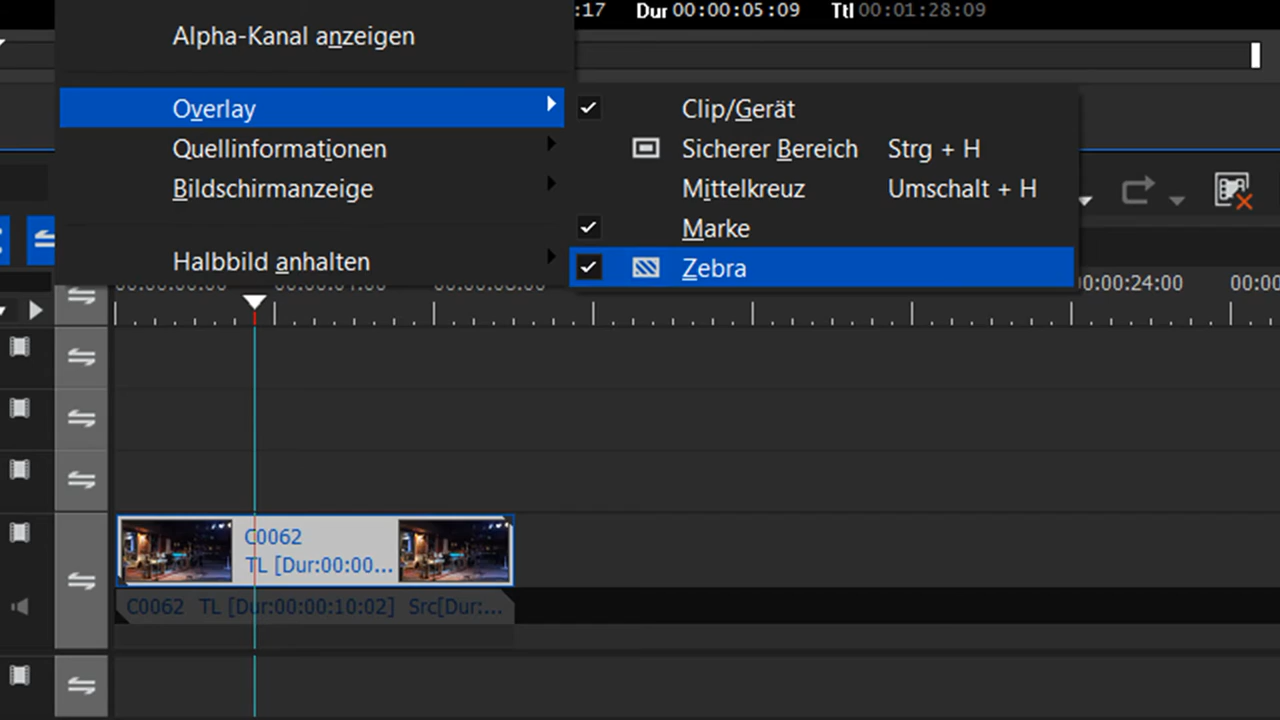 :17 Dur 00:00:05:09 Ttl 00:01:28:09
Alpha-Kanal anzeigen
Overlay
Quellinformationen
Bildschirmanzeige
Halbbild anhalten
Clip/Gerät
Sicherer Bereich Strg + H
Mittelkreuz Umschalt + H
Marke
Zebra
00:00:24:00 00:00
C0062
TL [Dur:00:00...
C0062 TL [Dur:00:00:10:02] Src[Dur:...